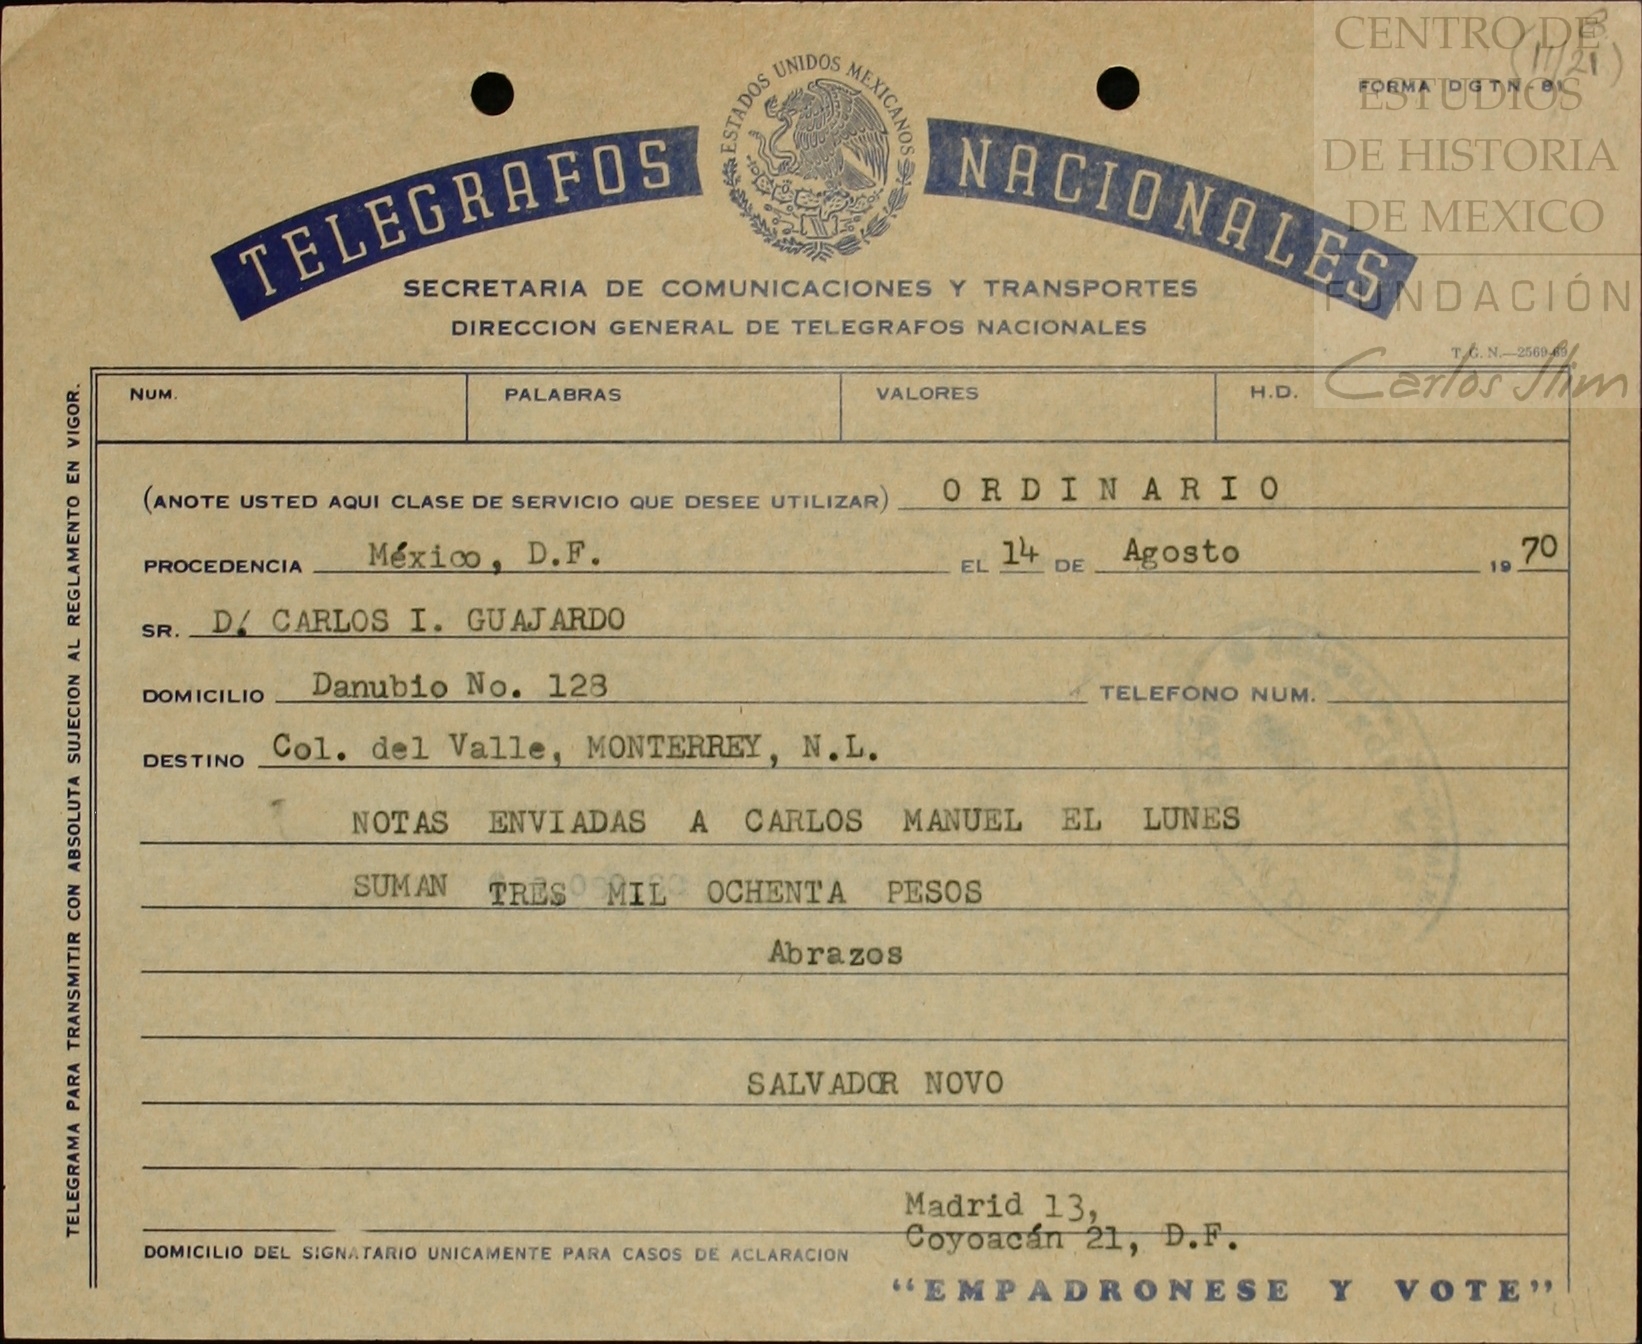 CENTRO DE
ESTUDIOS
DE HISTORIA
DE MEXICO
FUNDACIÓN
Carlos Slim
(11/21)
FORMA DGTN-81
ESTADOS UNIDOS MEXICANOS
TELEGRAFOS NACIONALES
SECRETARIA DE COMUNICACIONES Y TRANSPORTES
DIRECCION GENERAL DE TELEGRAFOS NACIONALES
T. G. N.—2569-69
NUM. PALABRAS VALORES H.D.
(ANOTE USTED AQUI CLASE DE SERVICIO QUE DESEE UTILIZAR) ORDINARIO
PROCEDENCIA México, D.F. EL 14 DE Agosto 1970
SR. D. CARLOS I. GUAJARDO
DOMICILIO Danubio No. 128 TELEFONO NUM.
DESTINO Col. del Valle, MONTERREY, N.L.
NOTAS ENVIADAS A CARLOS MANUEL EL LUNES
SUMAN TRES MIL OCHENTA PESOS
Abrazos
SALVADOR NOVO
Madrid 13,
Coyoacán 21, D.F.
DOMICILIO DEL SIGNATARIO UNICAMENTE PARA CASOS DE ACLARACION
"EMPADRONESE Y VOTE"
TELEGRAMA PARA TRANSMITIR CON ABSOLUTA SUJECION AL REGLAMENTO EN VIGOR.